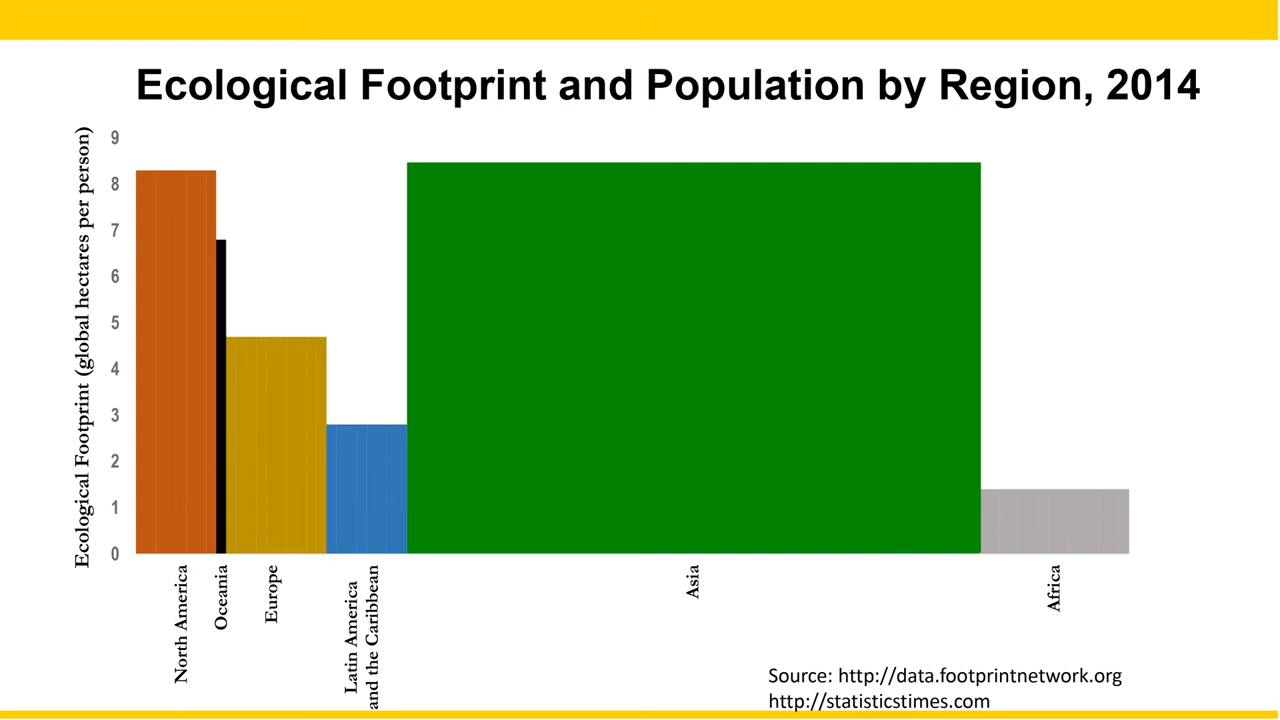 Ecological Footprint and Population by Region, 2014
Ecological Footprint (global hectares per person)
9
8
7
6
5
4
3
2
1
0
North America
Oceania
Europe
Latin America
and the Caribbean
Asia
Africa
Source: http://data.footprintnetwork.org
http://statisticstimes.com